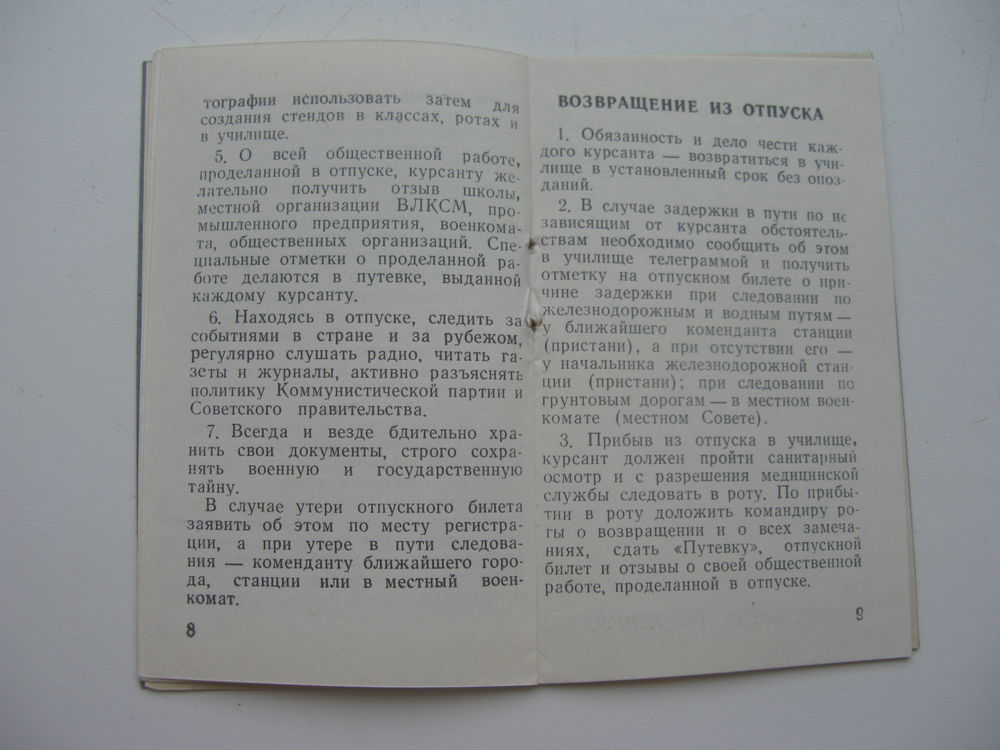 тографии использовать затем для
создания стендов в классах, ротах и
в училище.
5. О всей общественной работе,
проделанной в отпуске, курсанту же-
лательно получить отзыв школы,
местной организации ВЛКСМ, про-
мышленного предприятия, военкома-
та, общественных организаций. Спе-
циальные отметки о проделанной ра-
боте делаются в путевке, выданной
каждому курсанту.
6. Находясь в отпуске, следить за
событиями в стране и за рубежом,
регулярно слушать радио, читать га-
зеты и журналы, активно разъяснять
политику Коммунистической партии и
Советского правительства.
7. Всегда и везде бдительно хра-
нить свои документы, строго сохра-
нять военную и государственную
тайну.
В случае утери отпускного билета
заявить об этом по месту регистра-
ции, а при утере в пути следова-
ния — коменданту ближайшего горо-
да, станции или в местный воен-
комат.
8
ВОЗВРАЩЕНИЕ ИЗ ОТПУСКА
1. Обязанность и дело чести каж-
дого курсанта — возвратиться в учи-
лище в установленный срок без опоз-
даний.
2. В случае задержки в пути по не
зависящим от курсанта обстоятель-
ствам необходимо сообщить об этом
в училище телеграммой и получить
отметку на отпускном билете о при-
чине задержки при следовании по
железнодорожным и водным путям —
у ближайшего коменданта станции
(пристани), а при отсутствии его —
у начальника железнодорожной стан-
ции (пристани); при следовании по
грунтовым дорогам — в местном воен-
комате (местном Совете).
3. Прибыв из отпуска в училище,
курсант должен пройти санитарный
осмотр и с разрешения медицинской
службы следовать в роту. По прибы-
тии в роту доложить командиру ро-
ты о возвращении и о всех замеча-
ниях, сдать «Путевку», отпускной
билет и отзывы о своей общественной
работе, проделанной в отпуске.
9